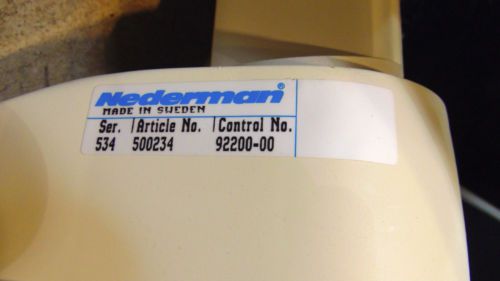 Nederman®
MADE IN SWEDEN
Ser. Article No. Control No.
534 500234 92200-00